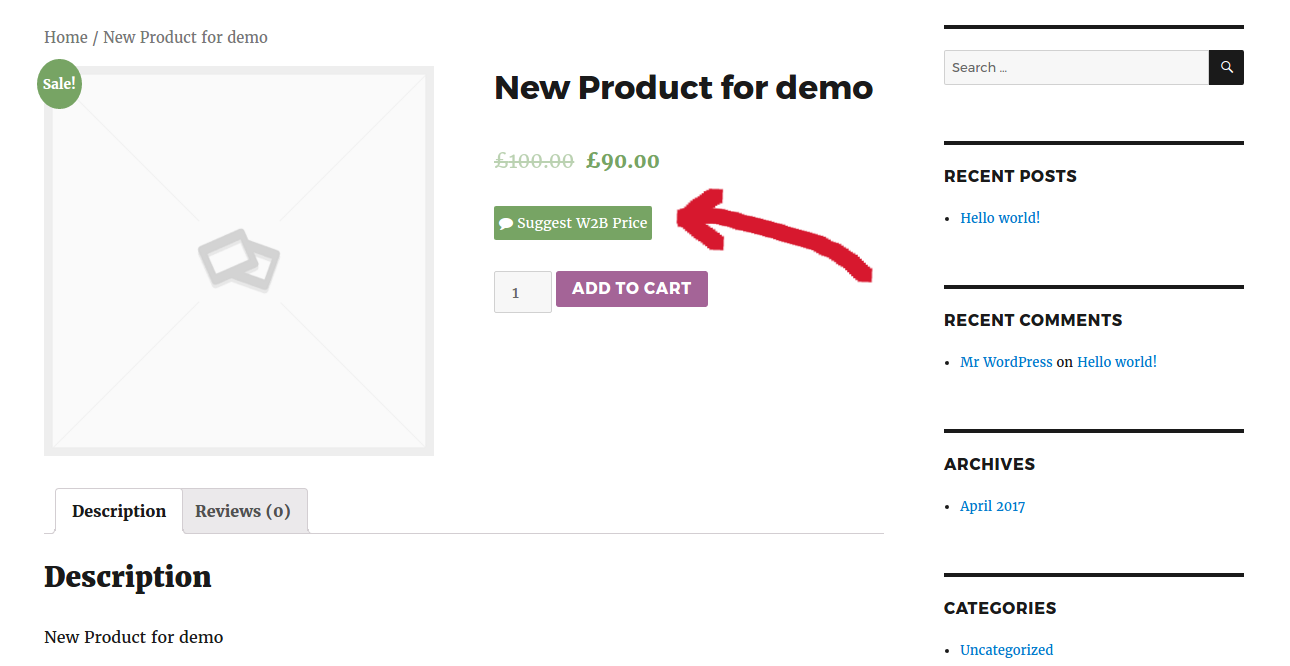 Home / New Product for demo
Sale!
New Product for demo
£100.00 £90.00
Suggest W2B Price
1
ADD TO CART
Description
Reviews (0)
Description
New Product for demo
Search ...
RECENT POSTS
Hello world!
RECENT COMMENTS
Mr WordPress on Hello world!
ARCHIVES
April 2017
CATEGORIES
Uncategorized